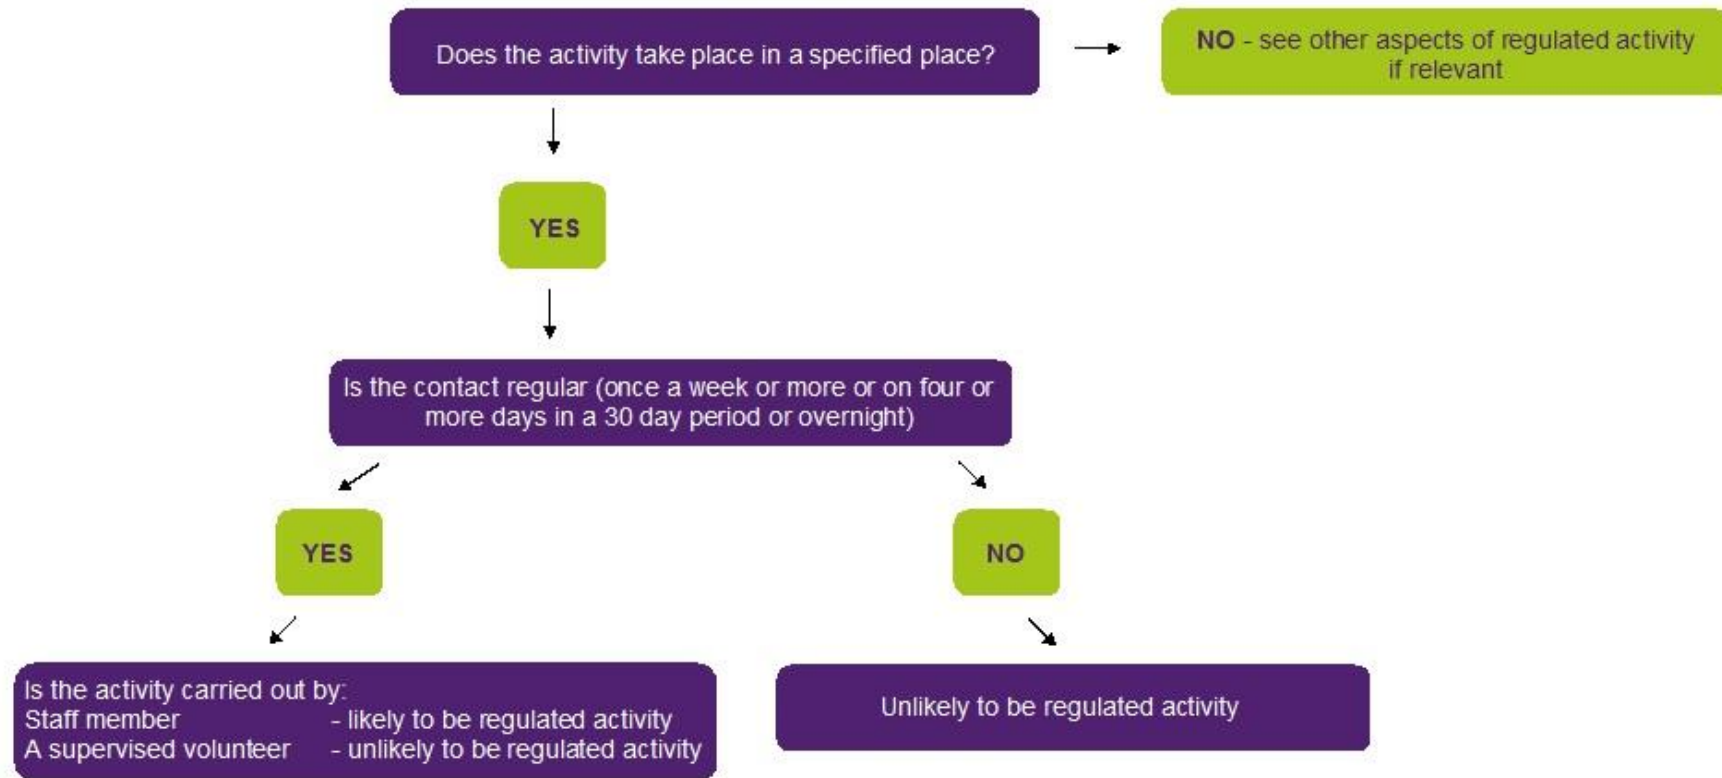 Does the activity take place in a specified place?
NO - see other aspects of regulated activity
if relevant
YES
Is the contact regular (once a week or more or on four or
more days in a 30 day period or overnight)
YES
NO
Is the activity carried out by:
Staff member - likely to be regulated activity
A supervised volunteer - unlikely to be regulated activity
Unlikely to be regulated activity